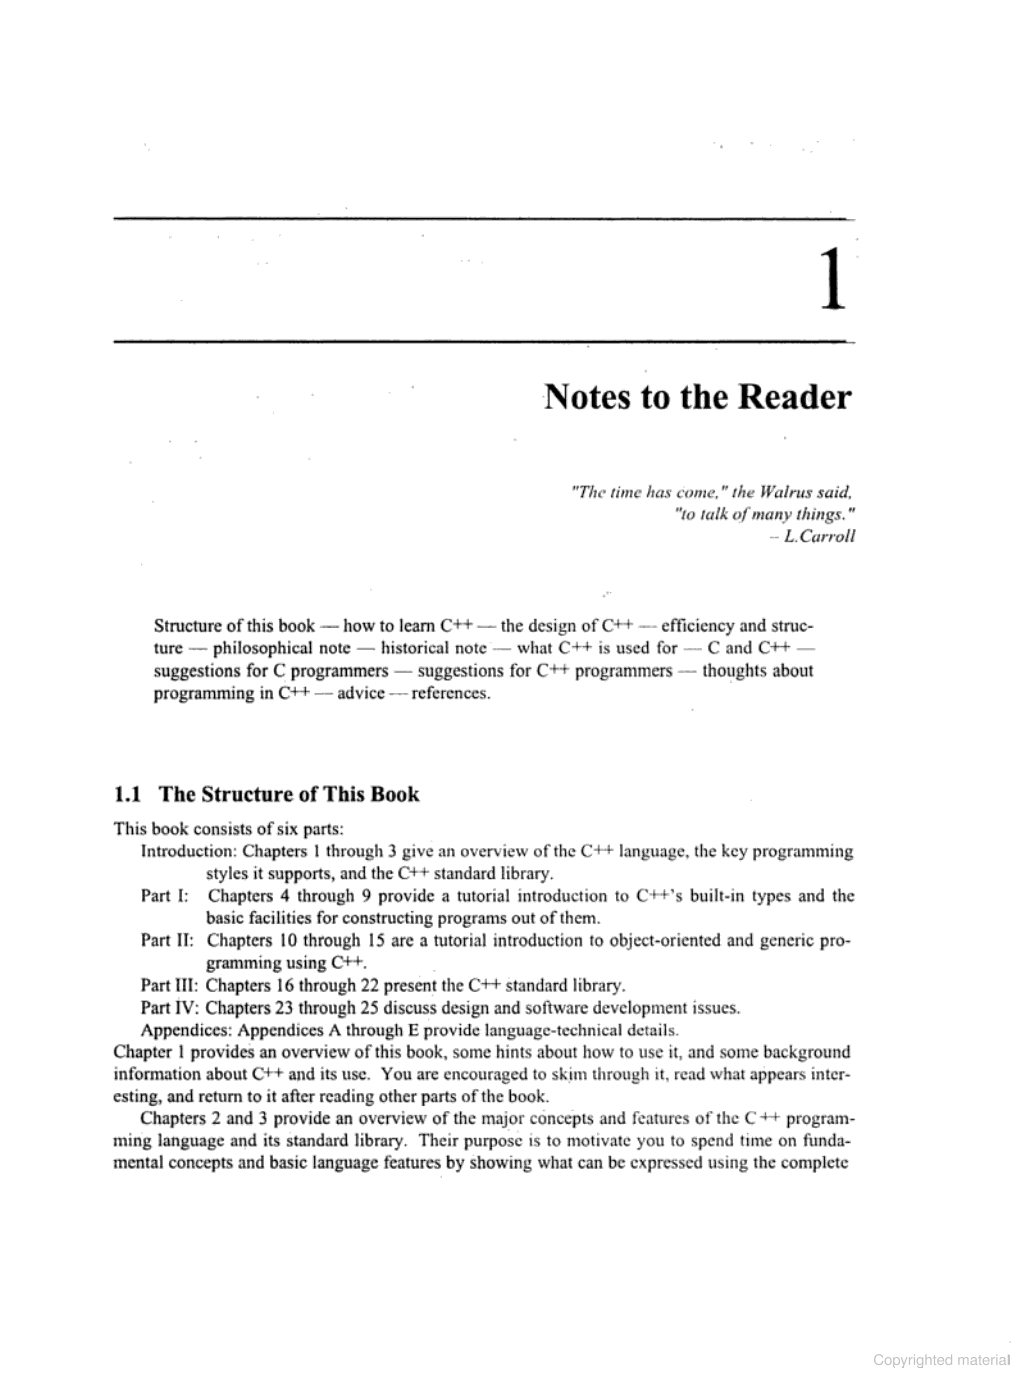 1
Notes to the Reader
"The time has come," the Walrus said,
"to talk of many things."
– L.Carroll
Structure of this book — how to learn C++ — the design of C++ — efficiency and struc-
ture — philosophical note — historical note — what C++ is used for — C and C++ —
suggestions for C programmers — suggestions for C++ programmers — thoughts about
programming in C++ — advice — references.
1.1 The Structure of This Book
This book consists of six parts:
Introduction: Chapters 1 through 3 give an overview of the C++ language, the key programming
styles it supports, and the C++ standard library.
Part I: Chapters 4 through 9 provide a tutorial introduction to C++'s built-in types and the
basic facilities for constructing programs out of them.
Part II: Chapters 10 through 15 are a tutorial introduction to object-oriented and generic pro-
gramming using C++.
Part III: Chapters 16 through 22 present the C++ standard library.
Part IV: Chapters 23 through 25 discuss design and software development issues.
Appendices: Appendices A through E provide language-technical details.
Chapter 1 provides an overview of this book, some hints about how to use it, and some background
information about C++ and its use. You are encouraged to skim through it, read what appears inter-
esting, and return to it after reading other parts of the book.
Chapters 2 and 3 provide an overview of the major concepts and features of the C++ program-
ming language and its standard library. Their purpose is to motivate you to spend time on funda-
mental concepts and basic language features by showing what can be expressed using the complete
Copyrighted material